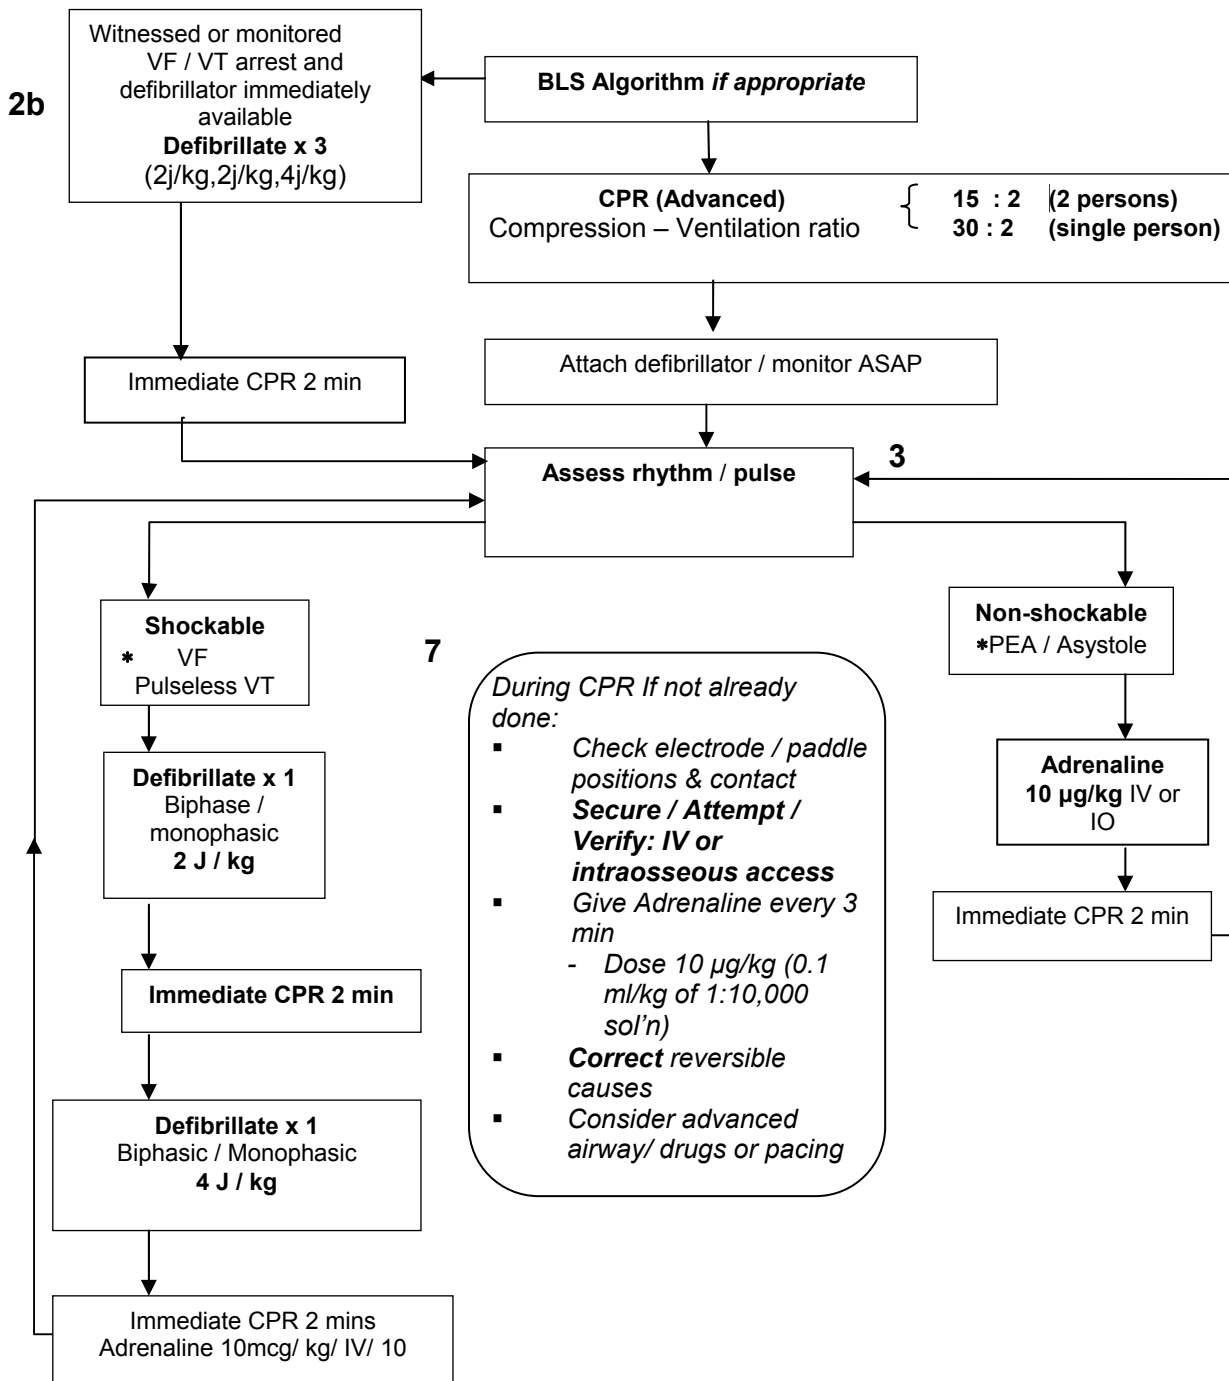 Witnessed or monitored
VF / VT arrest and
defibrillator immediately
available
Defibrillate x 3
(2j/kg,2j/kg,4j/kg)
2b
BLS Algorithm if appropriate
CPR (Advanced) 15 : 2 (2 persons)
Compression – Ventilation ratio 30 : 2 (single person)
Immediate CPR 2 min
Attach defibrillator / monitor ASAP
Assess rhythm / pulse
3
Shockable
* VF
Pulseless VT
Defibrillate x 1
Biphase /
monophasic
2 J / kg
Immediate CPR 2 min
Defibrillate x 1
Biphasic / Monophasic
4 J / kg
Immediate CPR 2 mins
Adrenaline 10mcg/ kg/ IV/ 10
7
During CPR If not already
done:
▪ Check electrode / paddle
positions & contact
▪ Secure / Attempt /
Verify: IV or
intraosseous access
▪ Give Adrenaline every 3
min
- Dose 10 µg/kg (0.1
ml/kg of 1:10,000
sol’n)
▪ Correct reversible
causes
▪ Consider advanced
airway/ drugs or pacing
Non-shockable
*PEA / Asystole
Adrenaline
10 µg/kg IV or
IO
Immediate CPR 2 min